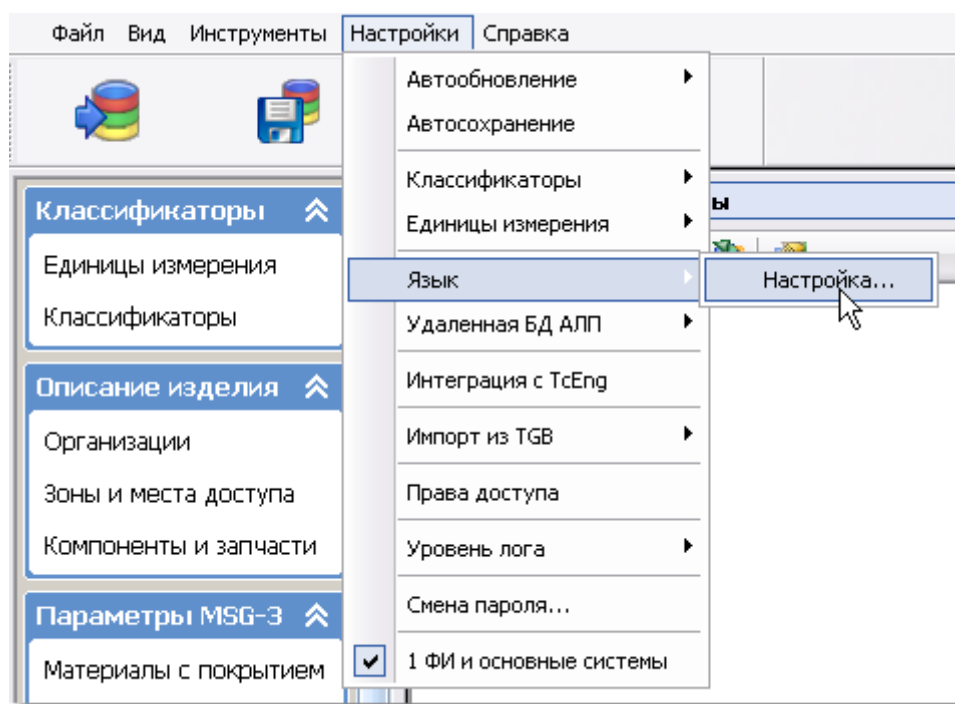 Файл Вид Инструменты Настройки Справка
Автообновление
Автосохранение
Классификаторы
Единицы измерения
Язык
Настройка...
Удаленная БД АЛП
Интеграция с TcEng
Импорт из TGB
Права доступа
Уровень лога
Смена пароля...
1 ФИ и основные системы
ы
Классификаторы
Единицы измерения
Классификаторы
Описание изделия
Организации
Зоны и места доступа
Компоненты и запчасти
Параметры MSG-3
Материалы с покрытием